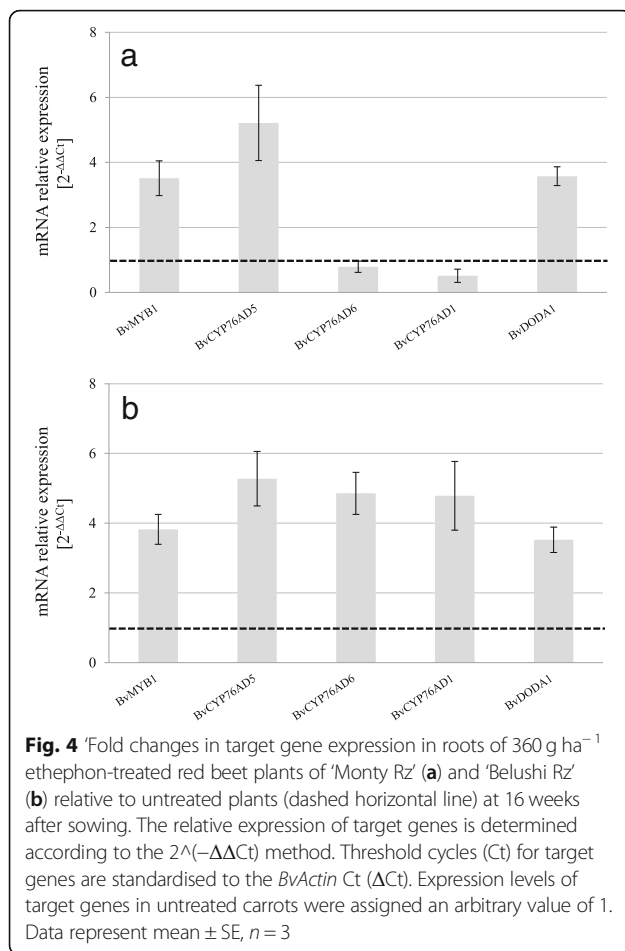 8
a
6
4
2
0
mRNA relative expression
[2-ΔΔCt]
BvMYB1
BvCYP76AD5
BvCYP76AD6
BvCYP76AD1
BvDODA1
8
b
6
4
2
0
mRNA relative expression
[2-ΔΔCt]
BvMYB1
BvCYP76AD5
BvCYP76AD6
BvCYP76AD1
BvDODA1
Fig. 4 ‘Fold changes in target gene expression in roots of 360 g ha−1
ethephon-treated red beet plants of ‘Monty Rz’ (a) and ‘Belushi Rz’
(b) relative to untreated plants (dashed horizontal line) at 16 weeks
after sowing. The relative expression of target genes is determined
according to the 2^(−ΔΔCt) method. Threshold cycles (Ct) for target
genes are standardised to the BvActin Ct (ΔCt). Expression levels of
target genes in untreated carrots were assigned an arbitrary value of 1.
Data represent mean ± SE, n = 3